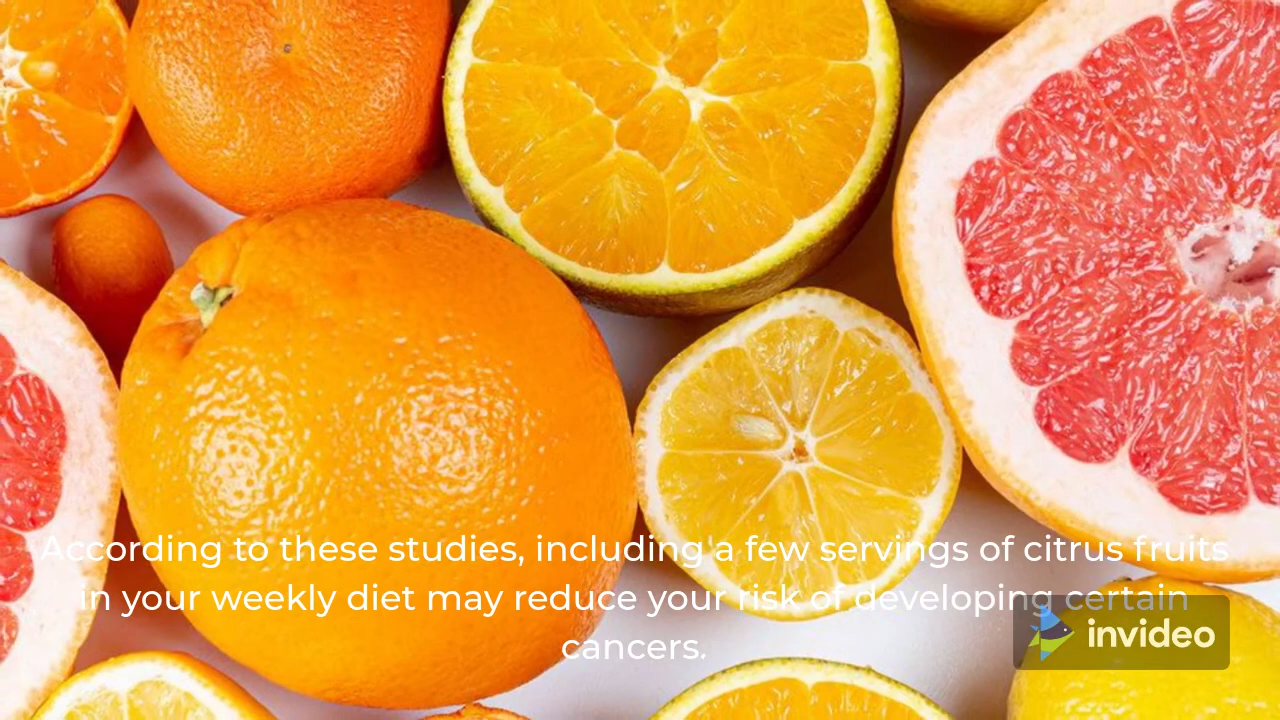 According to these studies, including a few servings of citrus fruits
in your weekly diet may reduce your risk of developing certain
cancers.
invideo